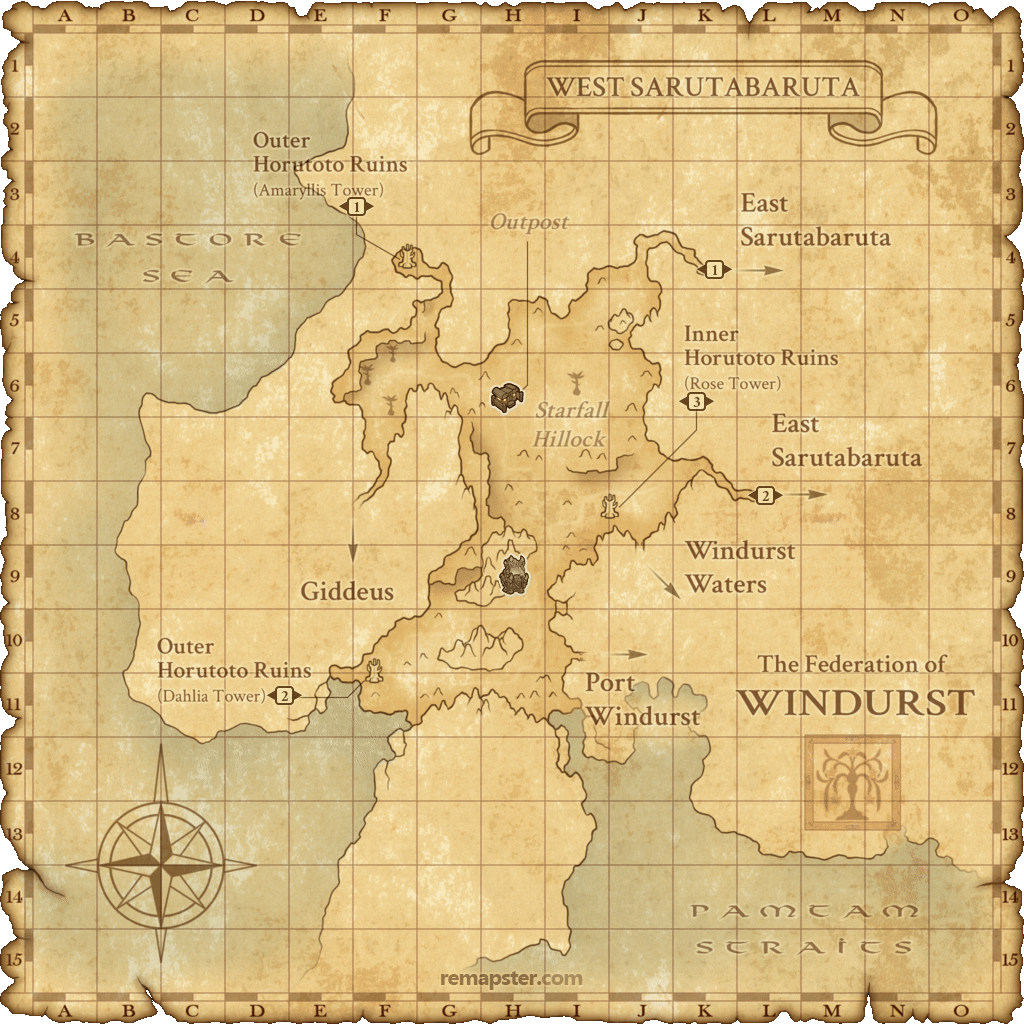 A B C D E F G H I J K L M N O
1 1
WEST SARUTABARUTA
2 2
Outer
Horutoto Ruins
(Amaryllis Tower)
1
3 3
Outpost
East
Sarutabaruta
1
BASTORE
SEA
4 4
5 5
Inner
Horutoto Ruins
(Rose Tower)
3
6 6
Starfall
Hillock
East
Sarutabaruta
2
7 7
8 8
Windurst
Waters
9 9
Giddeus
10 10
Outer
Horutoto Ruins
(Dahlia Tower)
2
Port
Windurst
The Federation of
WINDURST
11 11
12 12
13 13
14 14
PAMTAM
STRAITS
15 15
remapster.com
A B C D E F G H I J K L M N O